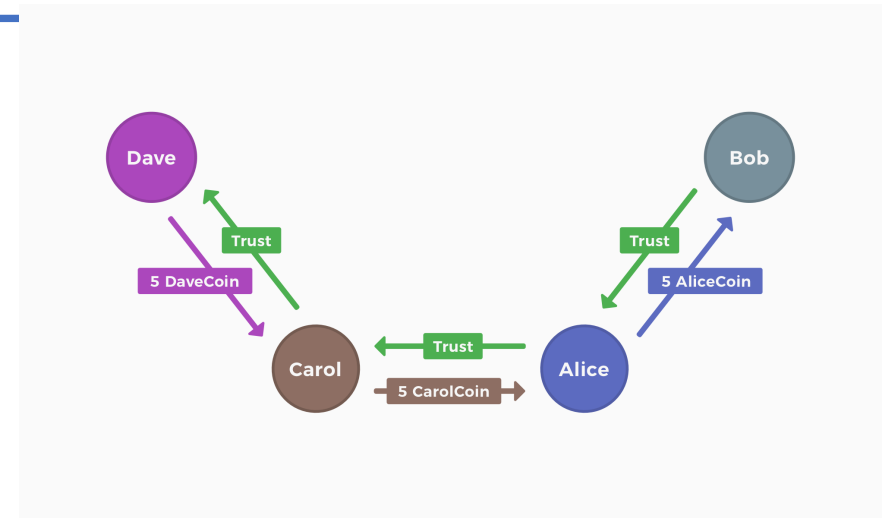 Dave
Bob
Trust
Trust
5 DaveCoin
5 AliceCoin
Trust
Carol
Alice
5 CarolCoin